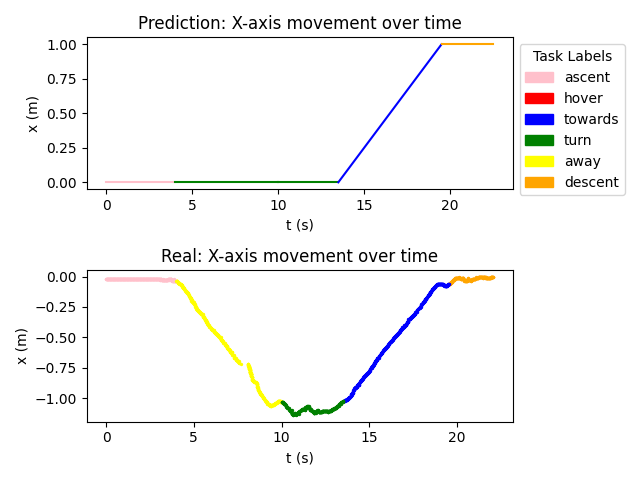 Prediction: X-axis movement over time
1.00
0.75
0.50
0.25
0.00
x (m)
0 5 10 15 20
t (s)
Task Labels
ascent
hover
towards
turn
away
descent
Real: X-axis movement over time
0.00
−0.25
−0.50
−0.75
−1.00
x (m)
0 5 10 15 20
t (s)